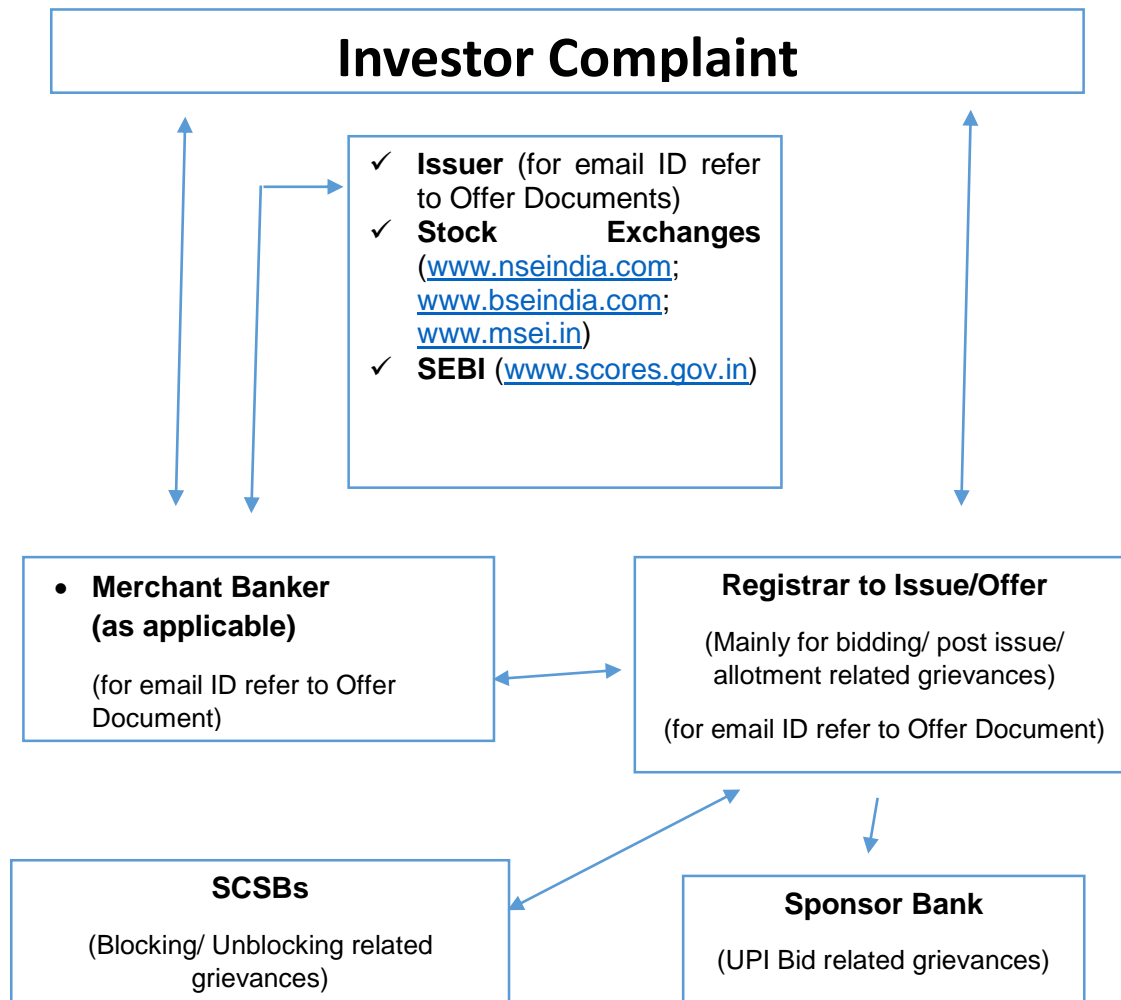 Investor Complaint
✓ Issuer (for email ID refer
to Offer Documents)
✓ Stock Exchanges
(www.nseindia.com;
www.bseindia.com;
www.msei.in)
✓ SEBI (www.scores.gov.in)
• Merchant Banker
(as applicable)
(for email ID refer to Offer
Document)
Registrar to Issue/Offer
(Mainly for bidding/ post issue/
allotment related grievances)
(for email ID refer to Offer Document)
SCSBs
(Blocking/ Unblocking related
grievances)
Sponsor Bank
(UPI Bid related grievances)